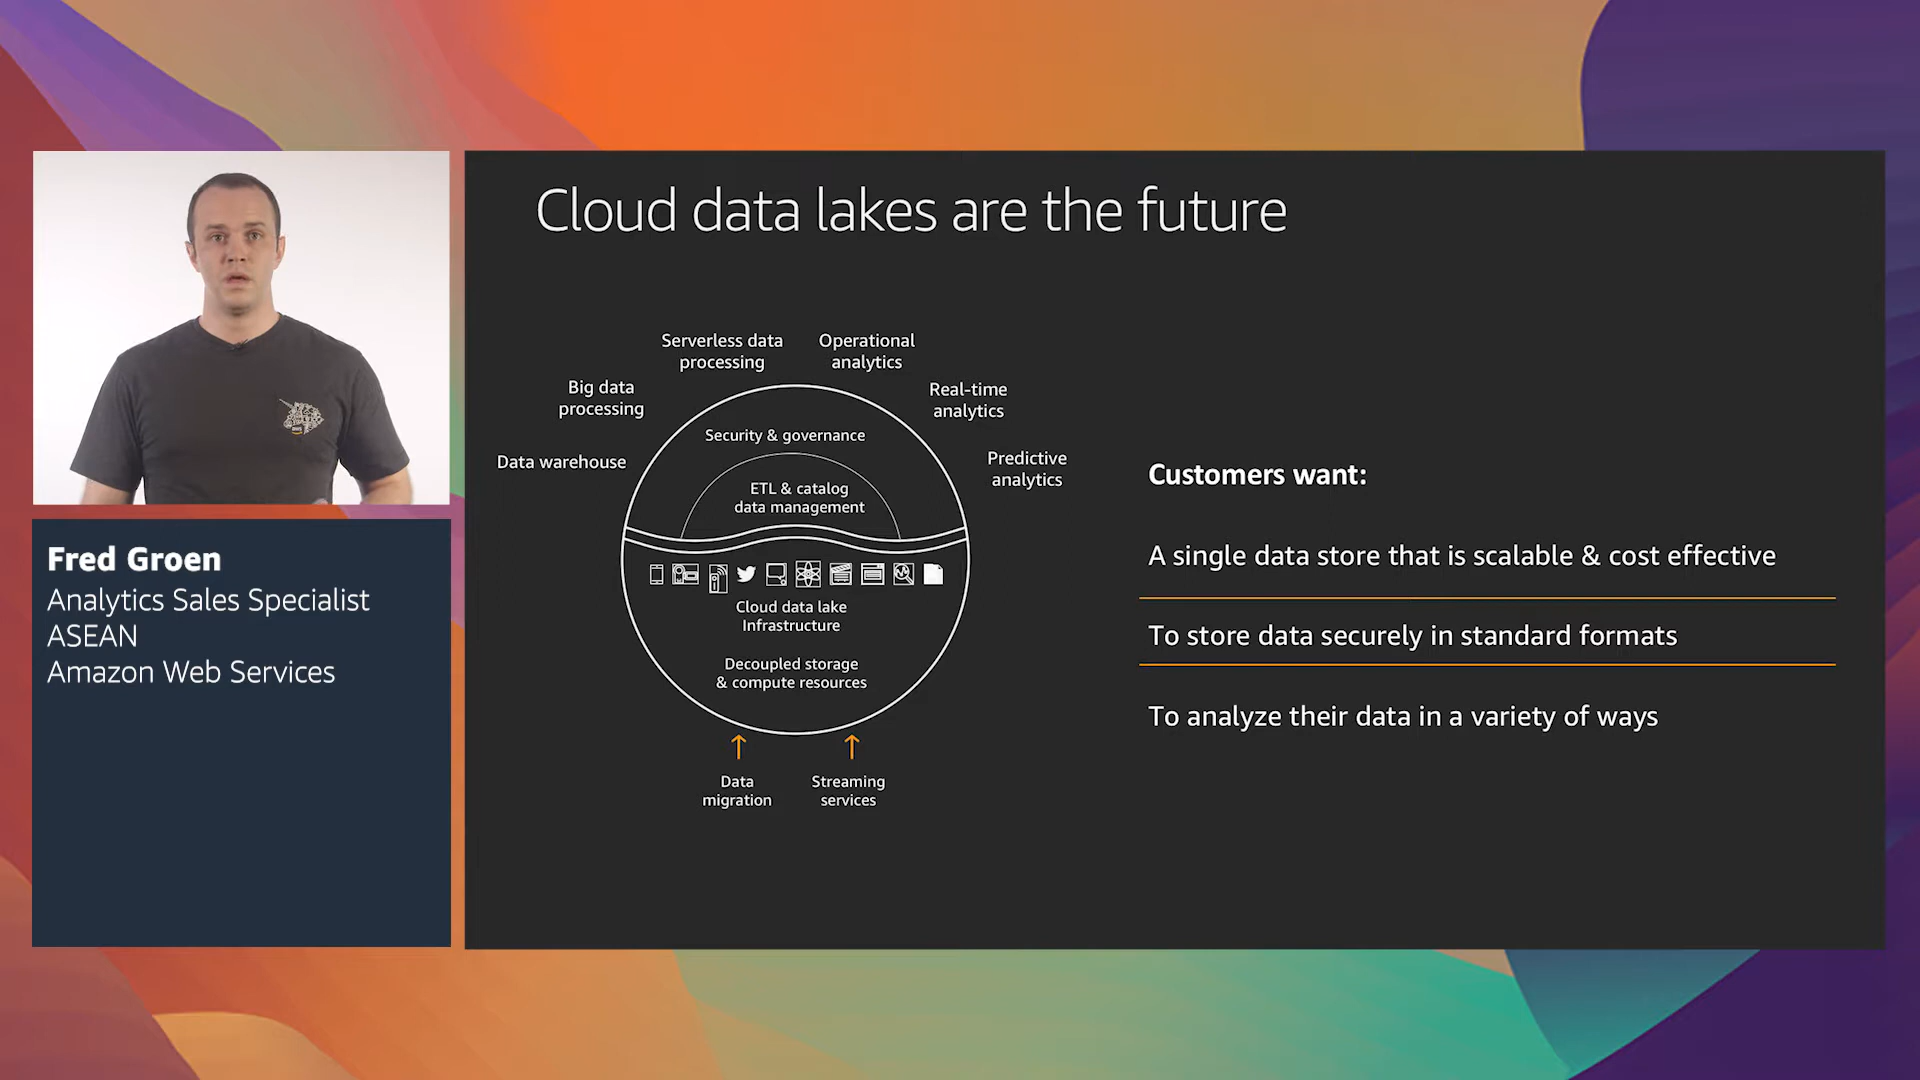 Cloud data lakes are the future
Serverless data
processing
Operational
analytics
Big data
processing
Real-time
analytics
Data warehouse
Predictive
analytics
Security & governance
ETL & catalog
data management
Cloud data lake
Infrastructure
Decoupled storage
& compute resources
Data
migration
Streaming
services
Customers want:
A single data store that is scalable & cost effective
To store data securely in standard formats
To analyze their data in a variety of ways
Fred Groen
Analytics Sales Specialist
ASEAN
Amazon Web Services